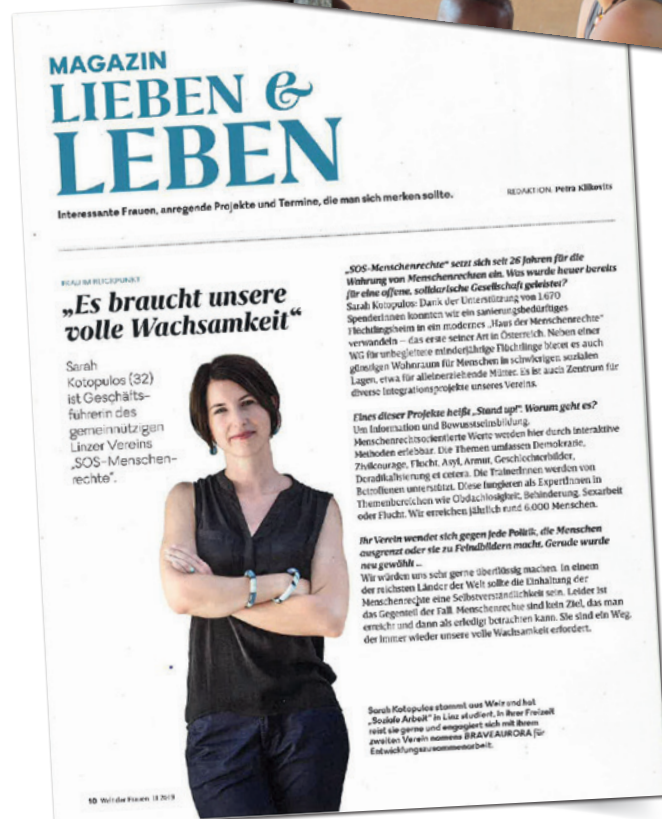 MAGAZIN
LIEBEN &
LEBEN
Interessante Frauen, anregende Projekte und Termine, die man sich merken sollte.
REDAKTION: Petra Klikovits
FRAU IM BLICKPUNKT
„Es braucht unsere
volle Wachsamkeit“
Sarah
Kotopulos (32)
ist Geschäfts-
führerin des
gemeinnützigen
Linzer Vereins
„SOS-Menschen-
rechte“.
„SOS-Menschenrechte“ setzt sich seit 26 Jahren für die
Wahrung von Menschenrechten ein. Was wurde heuer bereits
für eine offene, solidarische Gesellschaft geleistet?
Sarah Kotopulos: Dank der Unterstützung von 1.670
SpenderInnen konnten wir ein sanierungsbedürftiges
Flüchtlingsheim in ein modernes „Haus der Menschenrechte“
verwandeln – das erste seiner Art in Österreich. Neben einer
WG für unbegleitete minderjährige Flüchtlinge bietet es auch
günstigen Wohnraum für Menschen in schwierigen sozialen
Lagen, etwa für alleinerziehende Mütter. Es ist auch Zentrum für
diverse Integrationsprojekte unseres Vereins.
Eines dieser Projekte heißt „Stand up!“. Worum geht es?
Um Information und Bewusstseinsbildung.
Menschenrechtsorientierte Werte werden hier durch interaktive
Methoden erlebbar. Die Themen umfassen Demokratie,
Zivilcourage, Flucht, Asyl, Armut, Geschlechterbilder,
Deradikalisierung et cetera. Die TrainerInnen werden von
Betroffenen unterstützt. Diese fungieren als ExpertInnen in
Themenbereichen wie Obdachlosigkeit, Behinderung, Sexarbeit
oder Flucht. Wir erreichen jährlich rund 6.000 Menschen.
Ihr Verein wendet sich gegen jede Politik, die Menschen
ausgrenzt oder sie zu Feindbildern macht. Gerade wurde
neu gewählt ...
Wir würden uns sehr gerne überflüssig machen. In einem
der reichsten Länder der Welt sollte die Einhaltung der
Menschenrechte eine Selbstverständlichkeit sein. Leider ist
das Gegenteil der Fall. Menschenrechte sind kein Ziel, das man
erreicht und dann als erledigt betrachten kann. Sie sind ein Weg,
der immer wieder unsere volle Wachsamkeit erfordert.
Sarah Kotopulos stammt aus Weir und hat
„Soziale Arbeit“ in Linz studiert. In ihrer Freizeit
reist sie gerne und engagiert sich mit ihrem
zweiten Verein namens BRAVEAURORA für
Entwicklungszusammenarbeit.
10 Welt der Frauen